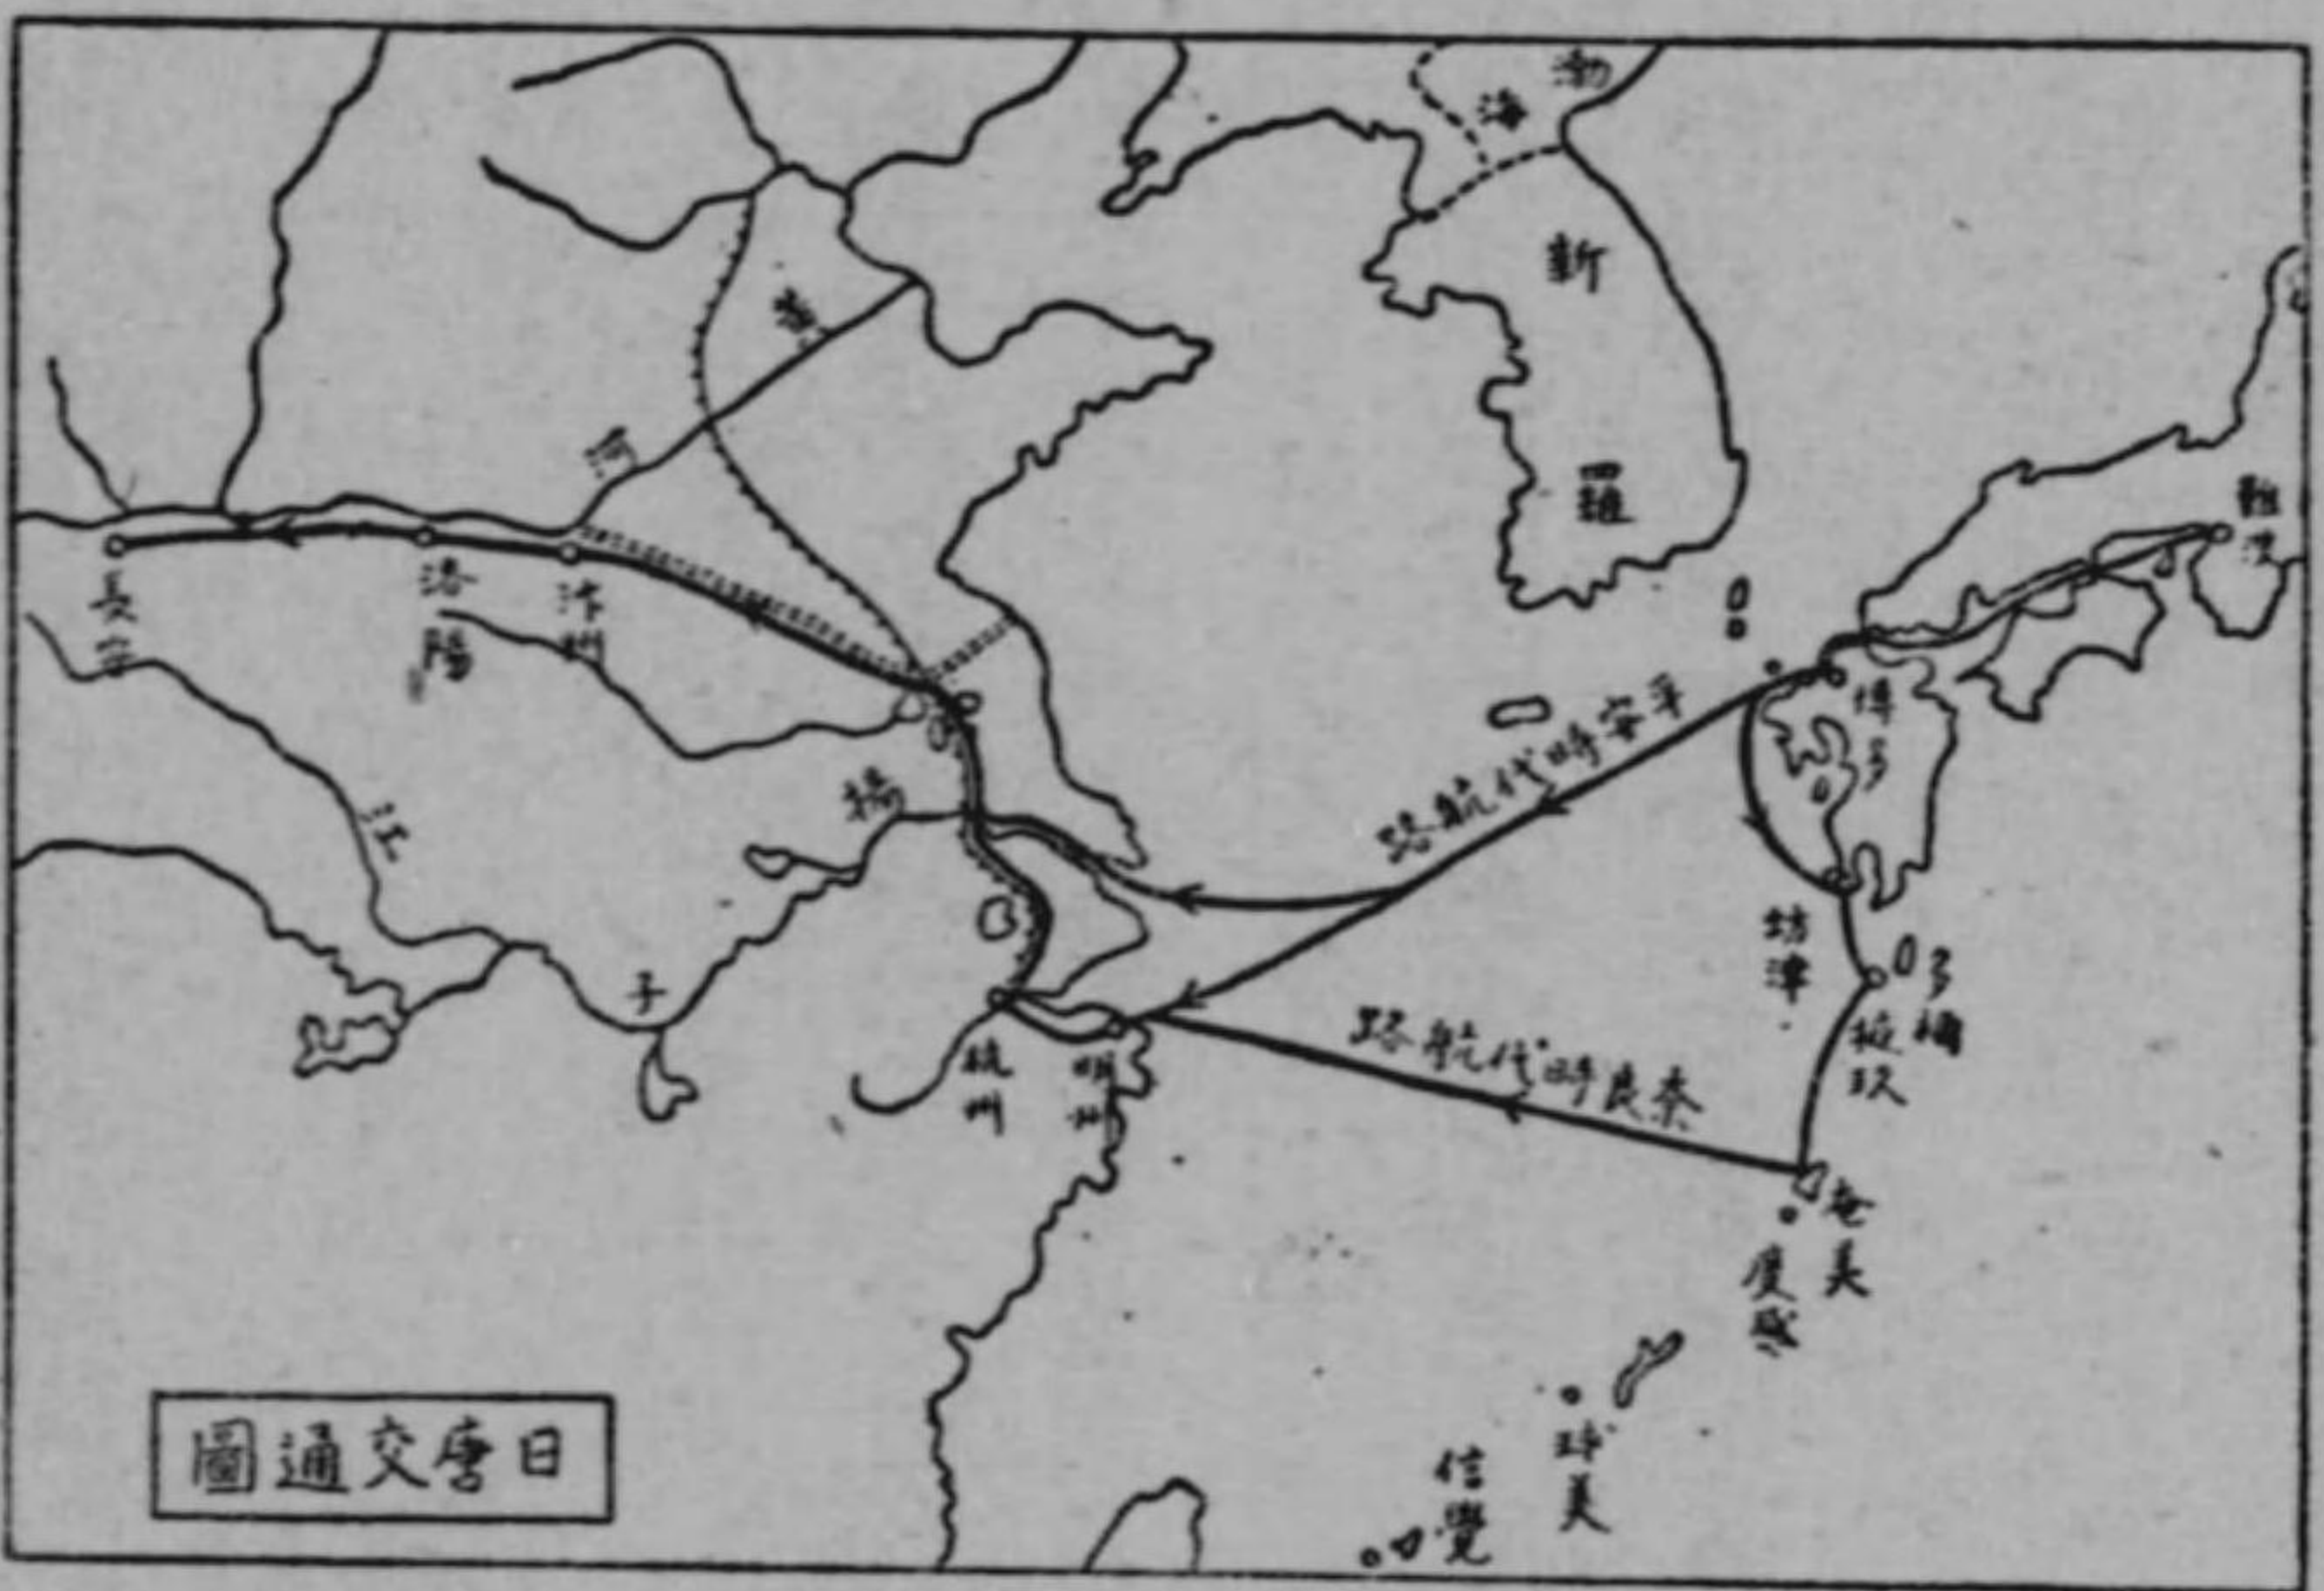 日唐交通圖
渤海
新羅
黃河
長安
洛陽
汴州
揚子江
杭州
明州
平安時代航路
奈良時代航路
難波
博多
坊津
多褹
掖玖
奄美
度感
球美
信覺